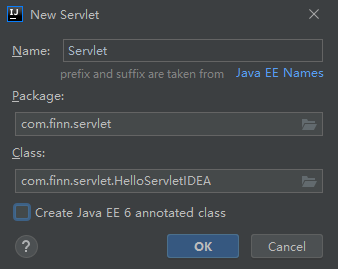 New Servlet
Name: Servlet
prefix and suffix are taken from Java EE Names
Package:
com.finn.servlet
Class:
com.finn.servlet.HelloServletIDEA
Create Java EE 6 annotated class
? OK Cancel